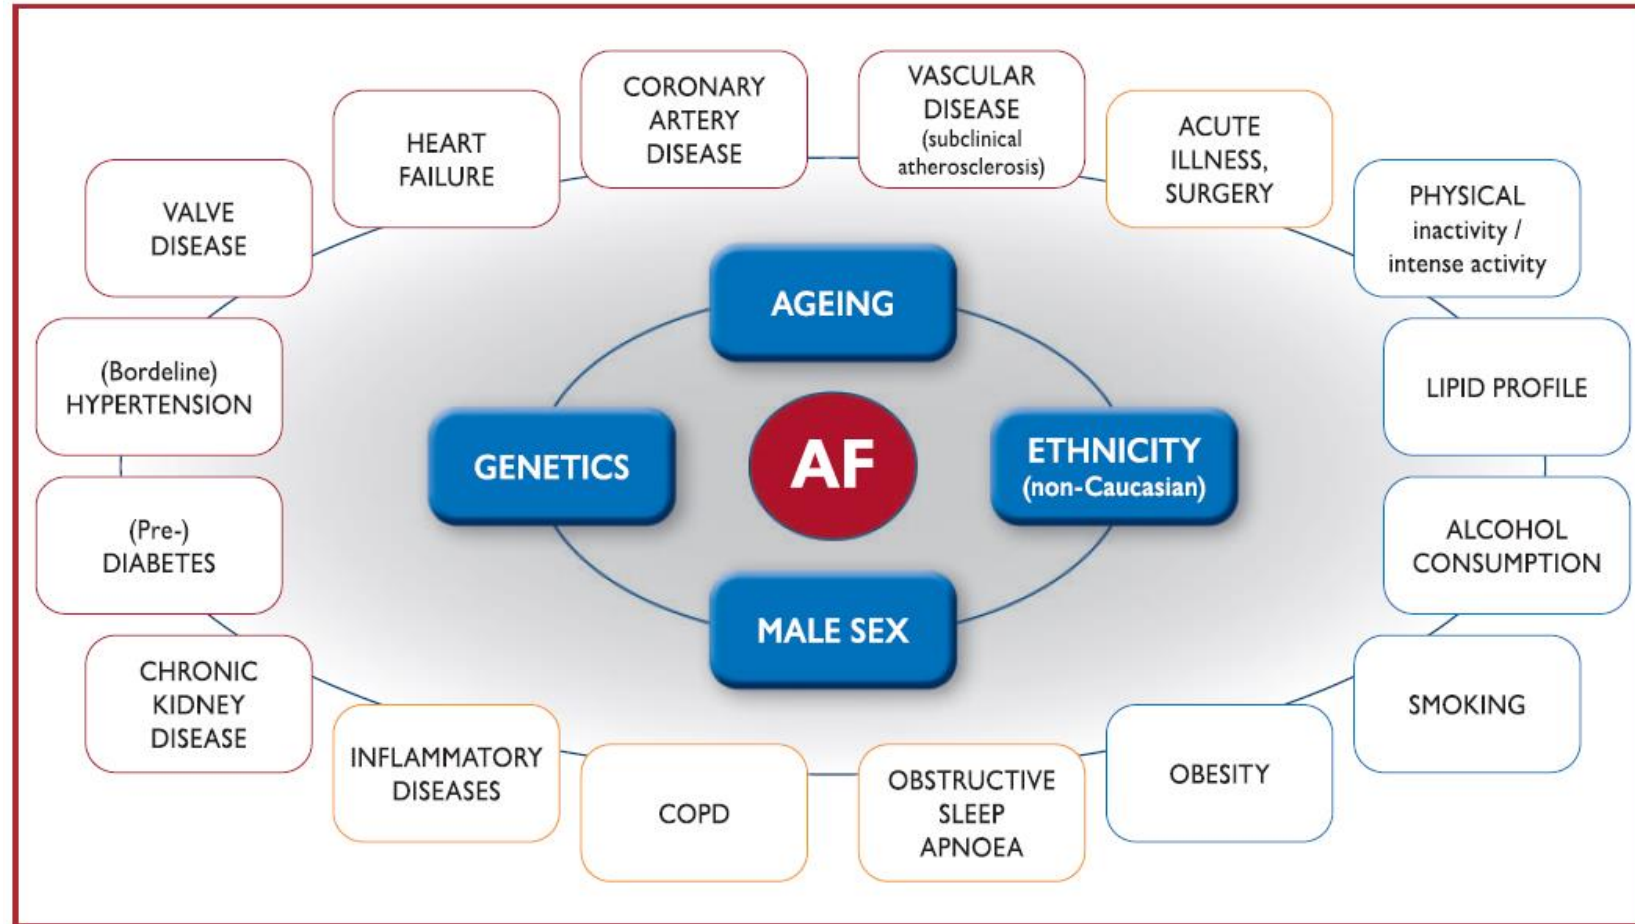 CORONARY
ARTERY
DISEASE
VASCULAR
DISEASE
(subclinical
atherosclerosis)
HEART
FAILURE
ACUTE
ILLNESS,
SURGERY
VALVE
DISEASE
PHYSICAL
inactivity /
intense activity
AGEING
(Bordeline)
HYPERTENSION
LIPID PROFILE
GENETICS
AF
ETHNICITY
(non-Caucasian)
(Pre-)
DIABETES
ALCOHOL
CONSUMPTION
MALE SEX
CHRONIC
KIDNEY
DISEASE
SMOKING
INFLAMMATORY
DISEASES
COPD
OBSTRUCTIVE
SLEEP
APNOEA
OBESITY